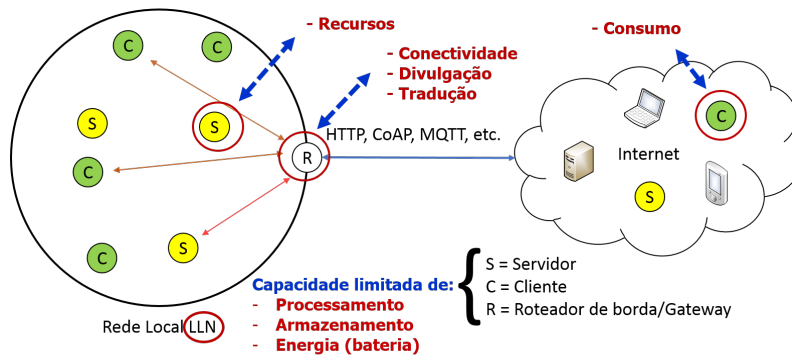 - Recursos
- Conectividade
- Divulgação
- Tradução
- Consumo
C
C
S
S
C
C
S
R
HTTP, CoAP, MQTT, etc.
C
Internet
S
Capacidade limitada de:
- Processamento
- Armazenamento
- Energia (bateria)
S = Servidor
C = Cliente
R = Roteador de borda/Gateway
Rede Local LLN